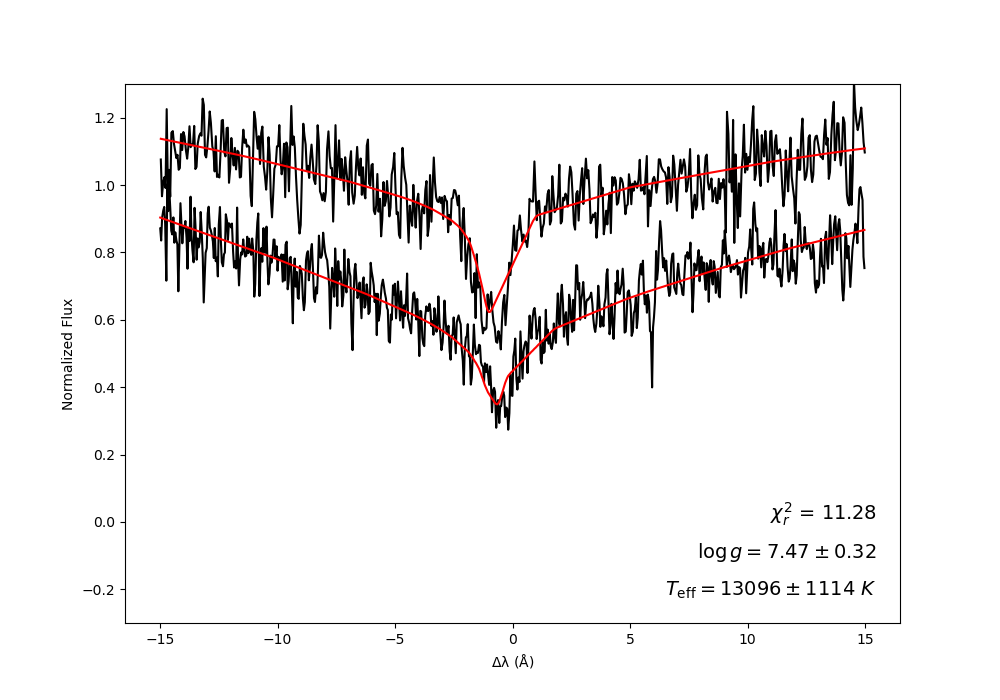 1.2
1.0
0.8
0.6
0.4
0.2
0.0
−0.2
Normalized Flux
χ²ᵣ = 11.28
log g = 7.47 ± 0.32
T_eff = 13096 ± 1114 K
−15 −10 −5 0 5 10 15
Δλ (Å)